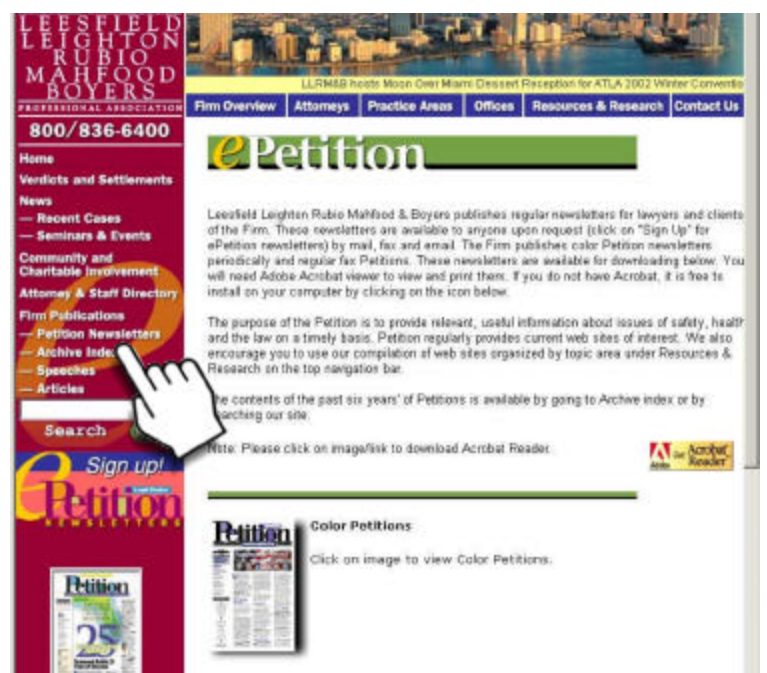 LEESFIELD
LEIGHTON
RUBIO
MAHFOOD
BOYERS
PROFESSIONAL ASSOCIATION
800/836-6400
Home
Verdicts and Settlements
News
— Recent Cases
— Seminars & Events
Community and
Charitable Involvement
Attorney & Staff Directory
Firm Publications
— Petition Newsletters
— Archive Index
— Speeches
— Articles
Search
Sign up!
ePetition
NEWSLETTERS
Petition
25
LLRM&B hosts Moon Over Miami Dessert Reception for ATLA 2002 Winter Conventio
Firm Overview Attorneys Practice Areas Offices Resources & Research Contact Us
ePetition
Leesfield Leighton Rubio Mahfood & Boyers publishes regular newsletters for lawyers and clients
of the Firm. These newsletters are available to anyone upon request (click on "Sign Up" for
ePetition newsletters) by mail, fax and email. The Firm publishes color Petition newsletters
periodically and regular fax Petitions. These newsletters are available for downloading below. You
will need Adobe Acrobat viewer to view and print them. If you do not have Acrobat, it is free to
install on your computer by clicking on the icon below.
The purpose of the Petition is to provide relevant, useful information about issues of safety, health
and the law on a timely basis. Petition regularly provides current web sites of interest. We also
encourage you to use our compilation of web sites organized by topic area under Resources &
Research on the top navigation bar.
The contents of the past six years' of Petitions is available by going to Archive index or by
searching our site.
Note: Please click on image/link to download Acrobat Reader.
Adobe
Get Acrobat
Reader
Petition
Color Petitions
Click on image to view Color Petitions.